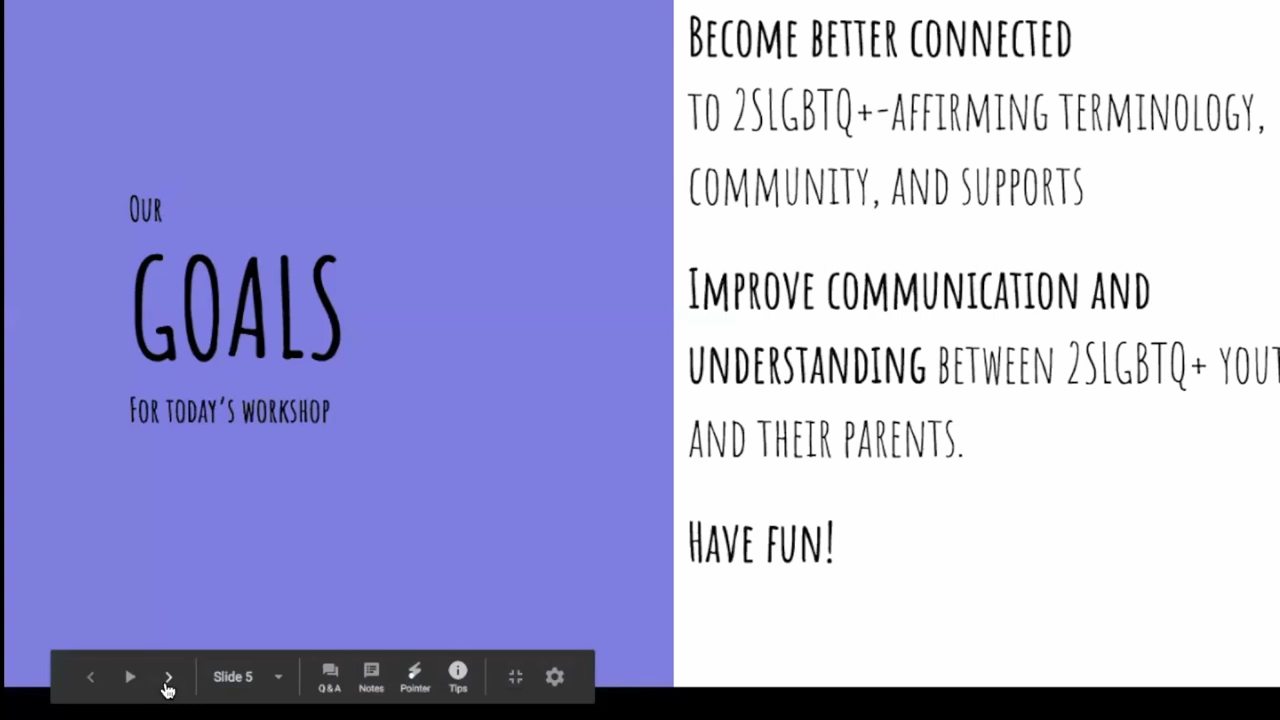 Our
GOALS
For today's workshop
Become better connected
to 2SLGBTQ+-affirming terminology,
community, and supports
Improve communication and
understanding between 2SLGBTQ+
and their parents.
Have fun!
Slide 5
Q&A Notes Pointer Tips